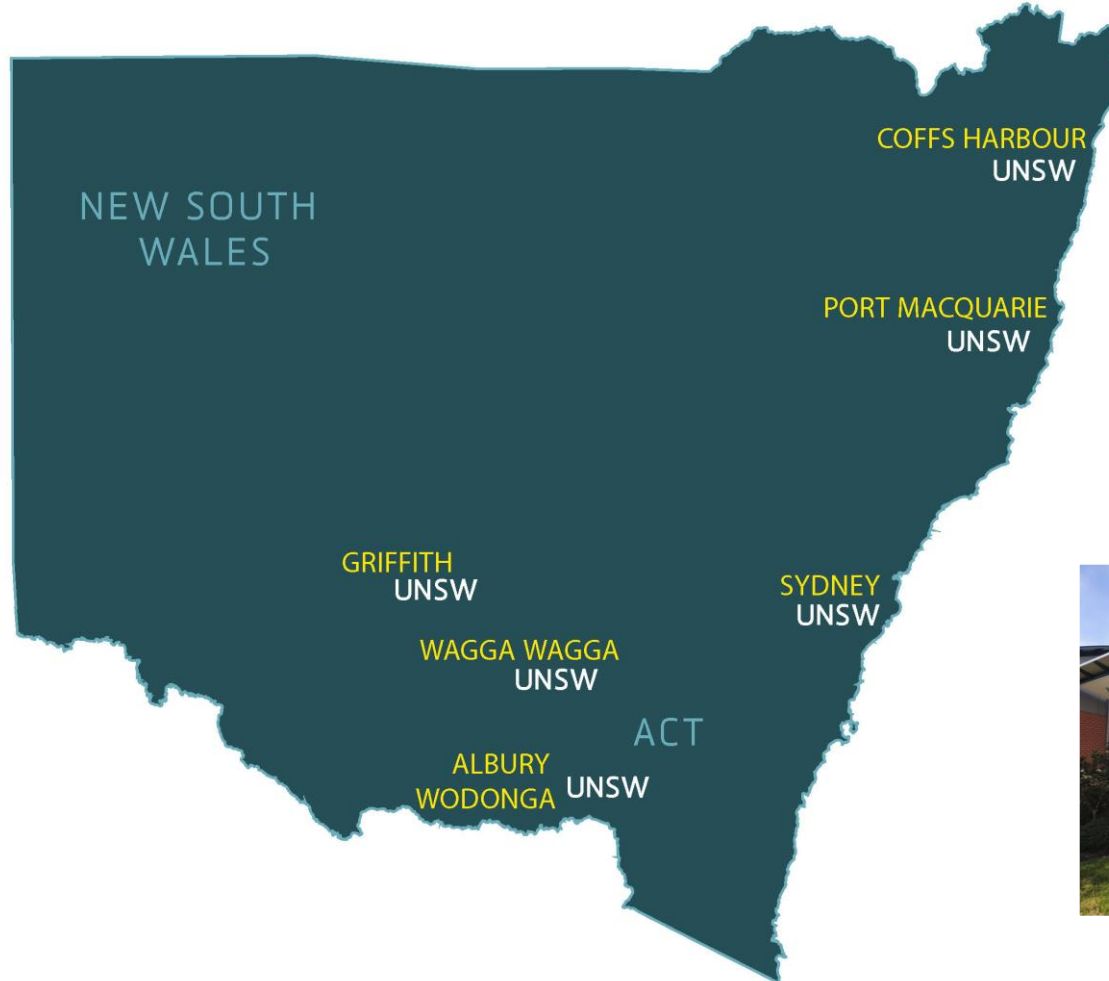 COFFS HARBOUR
UNSW
NEW SOUTH
WALES
PORT MACQUARIE
UNSW
GRIFFITH
UNSW
SYDNEY
UNSW
WAGGA WAGGA
UNSW
ACT
ALBURY
WODONGA
UNSW